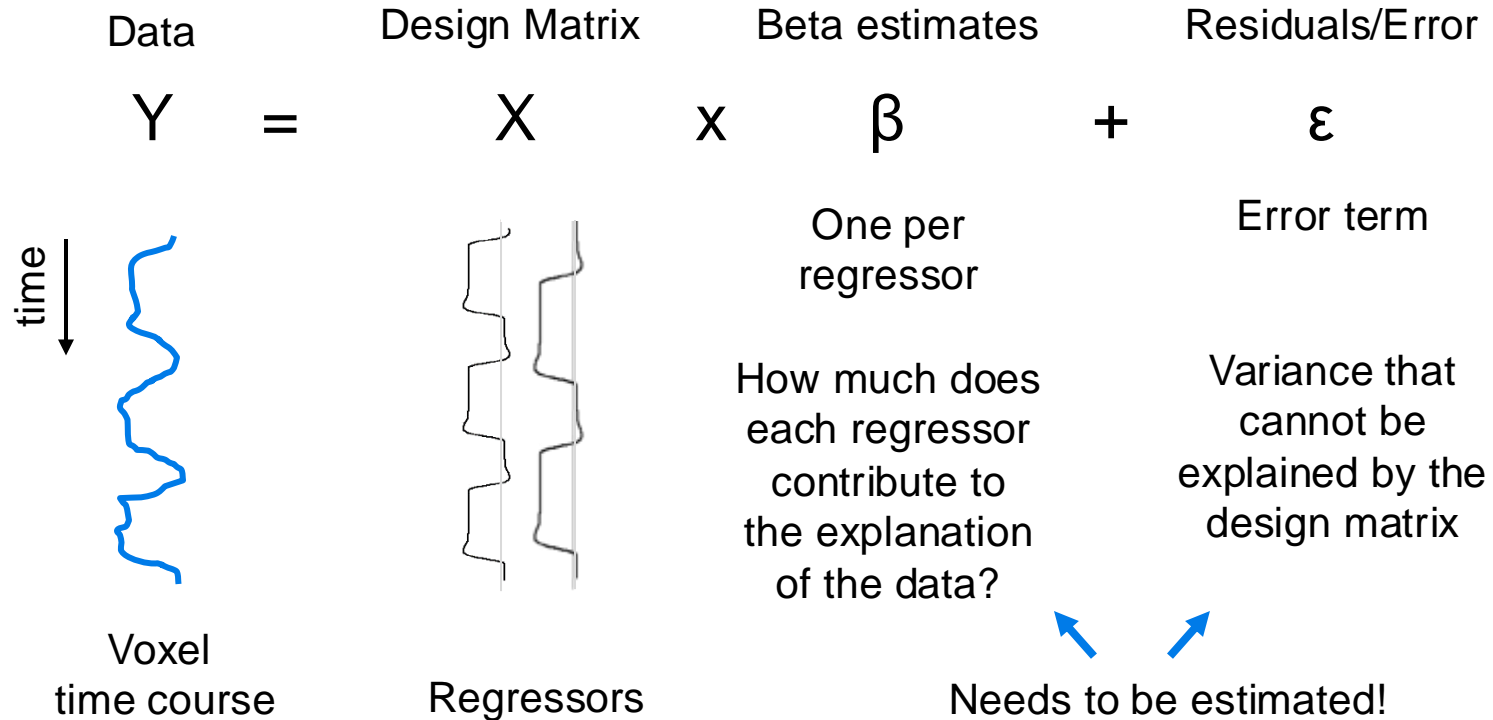 Data
Design Matrix
Beta estimates
Residuals/Error
Y = X x β + ε
time
One per
regressor
Error term
How much does
each regressor
contribute to
the explanation
of the data?
Variance that
cannot be
explained by the
design matrix
Voxel
time course
Regressors
Needs to be estimated!